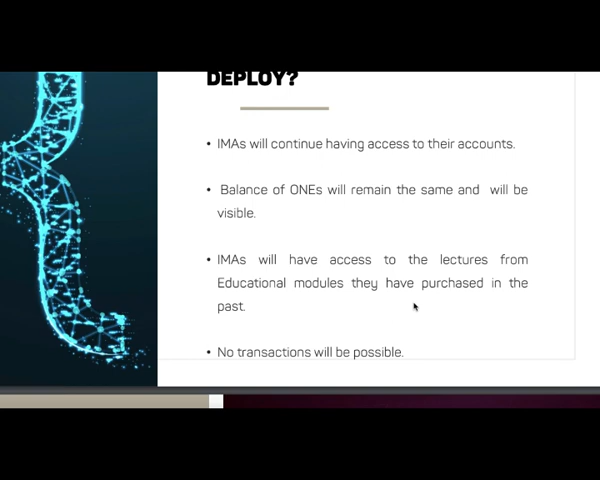 DEPLOY?
• IMAs will continue having access to their accounts.
• Balance of ONEs will remain the same and will be
visible.
• IMAs will have access to the lectures from
Educational modules they have purchased in the
past.
• No transactions will be possible.